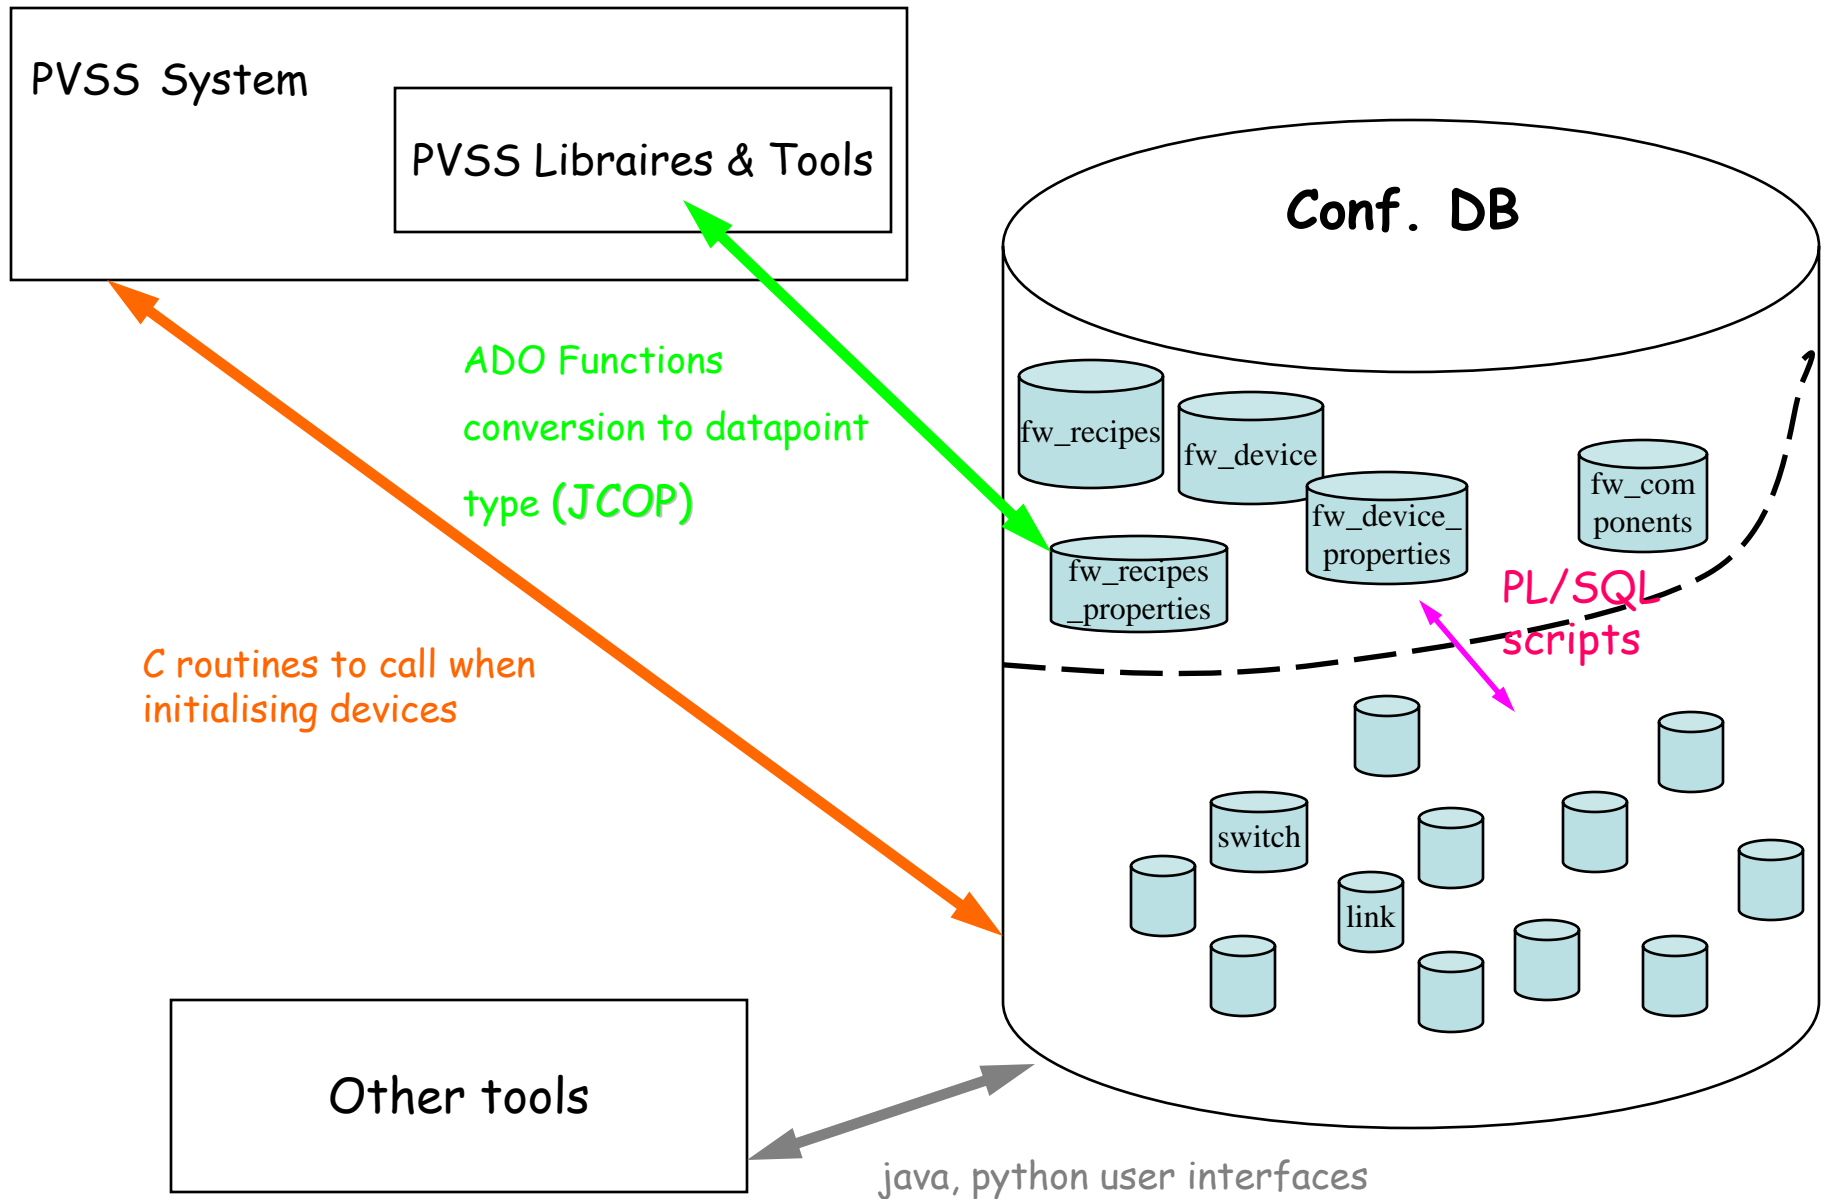 PVSS System
PVSS Libraires & Tools
Conf. DB
ADO Functions
conversion to datapoint
type (JCOP)
fw_recipes
fw_device
fw_device_
properties
fw_com
ponents
fw_recipes
_properties
PL/SQL
scripts
C routines to call when
initialising devices
switch
link
Other tools
java, python user interfaces